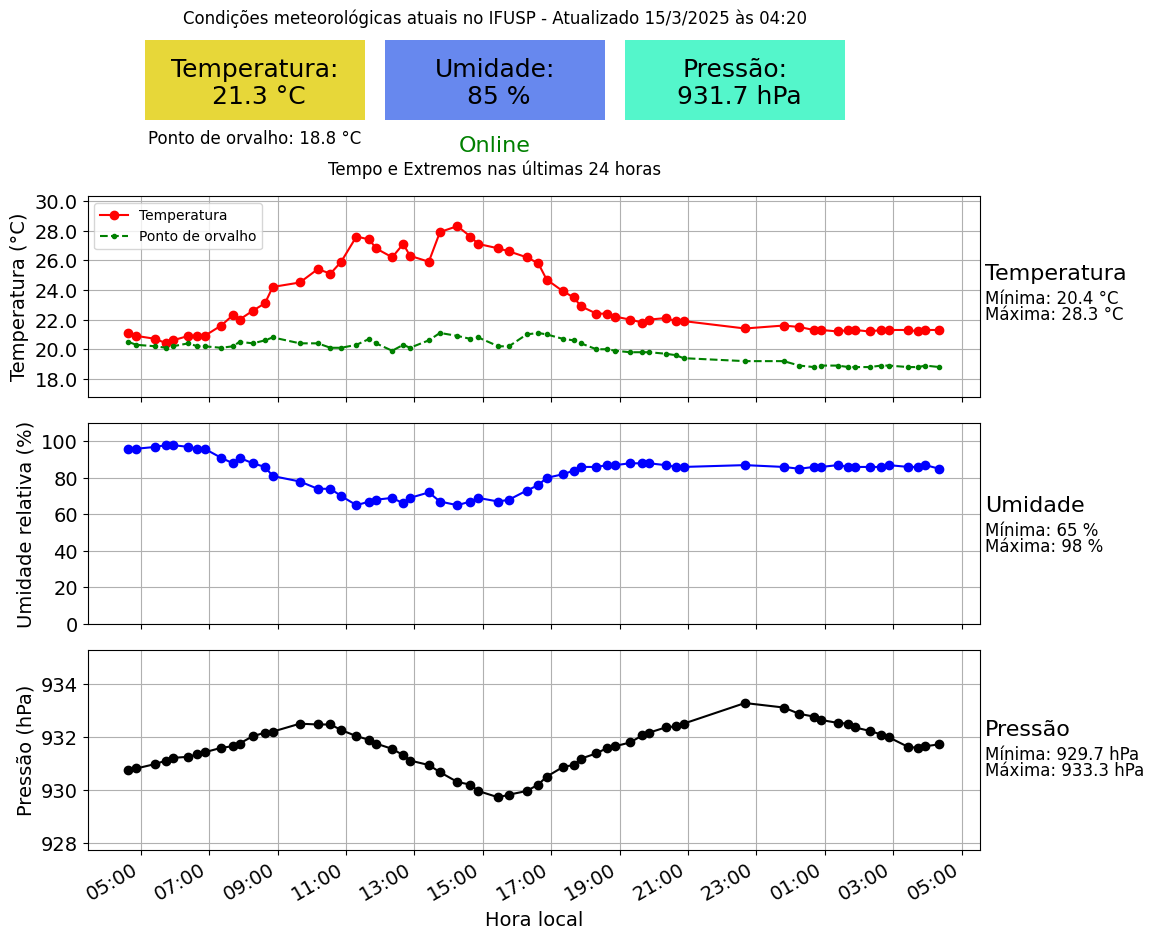 Condições meteorológicas atuais no IFUSP - Atualizado 15/3/2025 às 04:20
Temperatura:
21.3 °C
Umidade:
85 %
Pressão:
931.7 hPa
Ponto de orvalho: 18.8 °C
Online
Tempo e Extremos nas últimas 24 horas
Temperatura (°C)
30.0
28.0
26.0
24.0
22.0
20.0
18.0
Temperatura
Ponto de orvalho
Temperatura
Mínima: 20.4 °C
Máxima: 28.3 °C
Umidade relativa (%)
100
80
60
40
20
0
Umidade
Mínima: 65 %
Máxima: 98 %
Pressão (hPa)
934
932
930
928
Pressão
Mínima: 929.7 hPa
Máxima: 933.3 hPa
05:00 07:00 09:00 11:00 13:00 15:00 17:00 19:00 21:00 23:00 01:00 03:00 05:00
Hora local